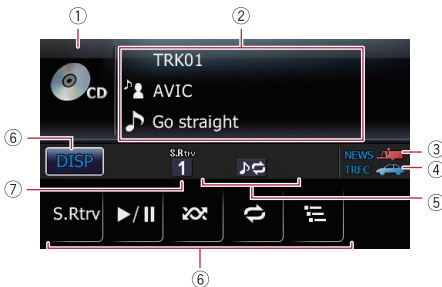 ① ②
TRK01
CD
AVIC
Go straight
⑥
DISP
S.Rtrv
1
NEWS ③
TRFC ④
⑦
⑤
S.Rtrv ▶/II
⑥